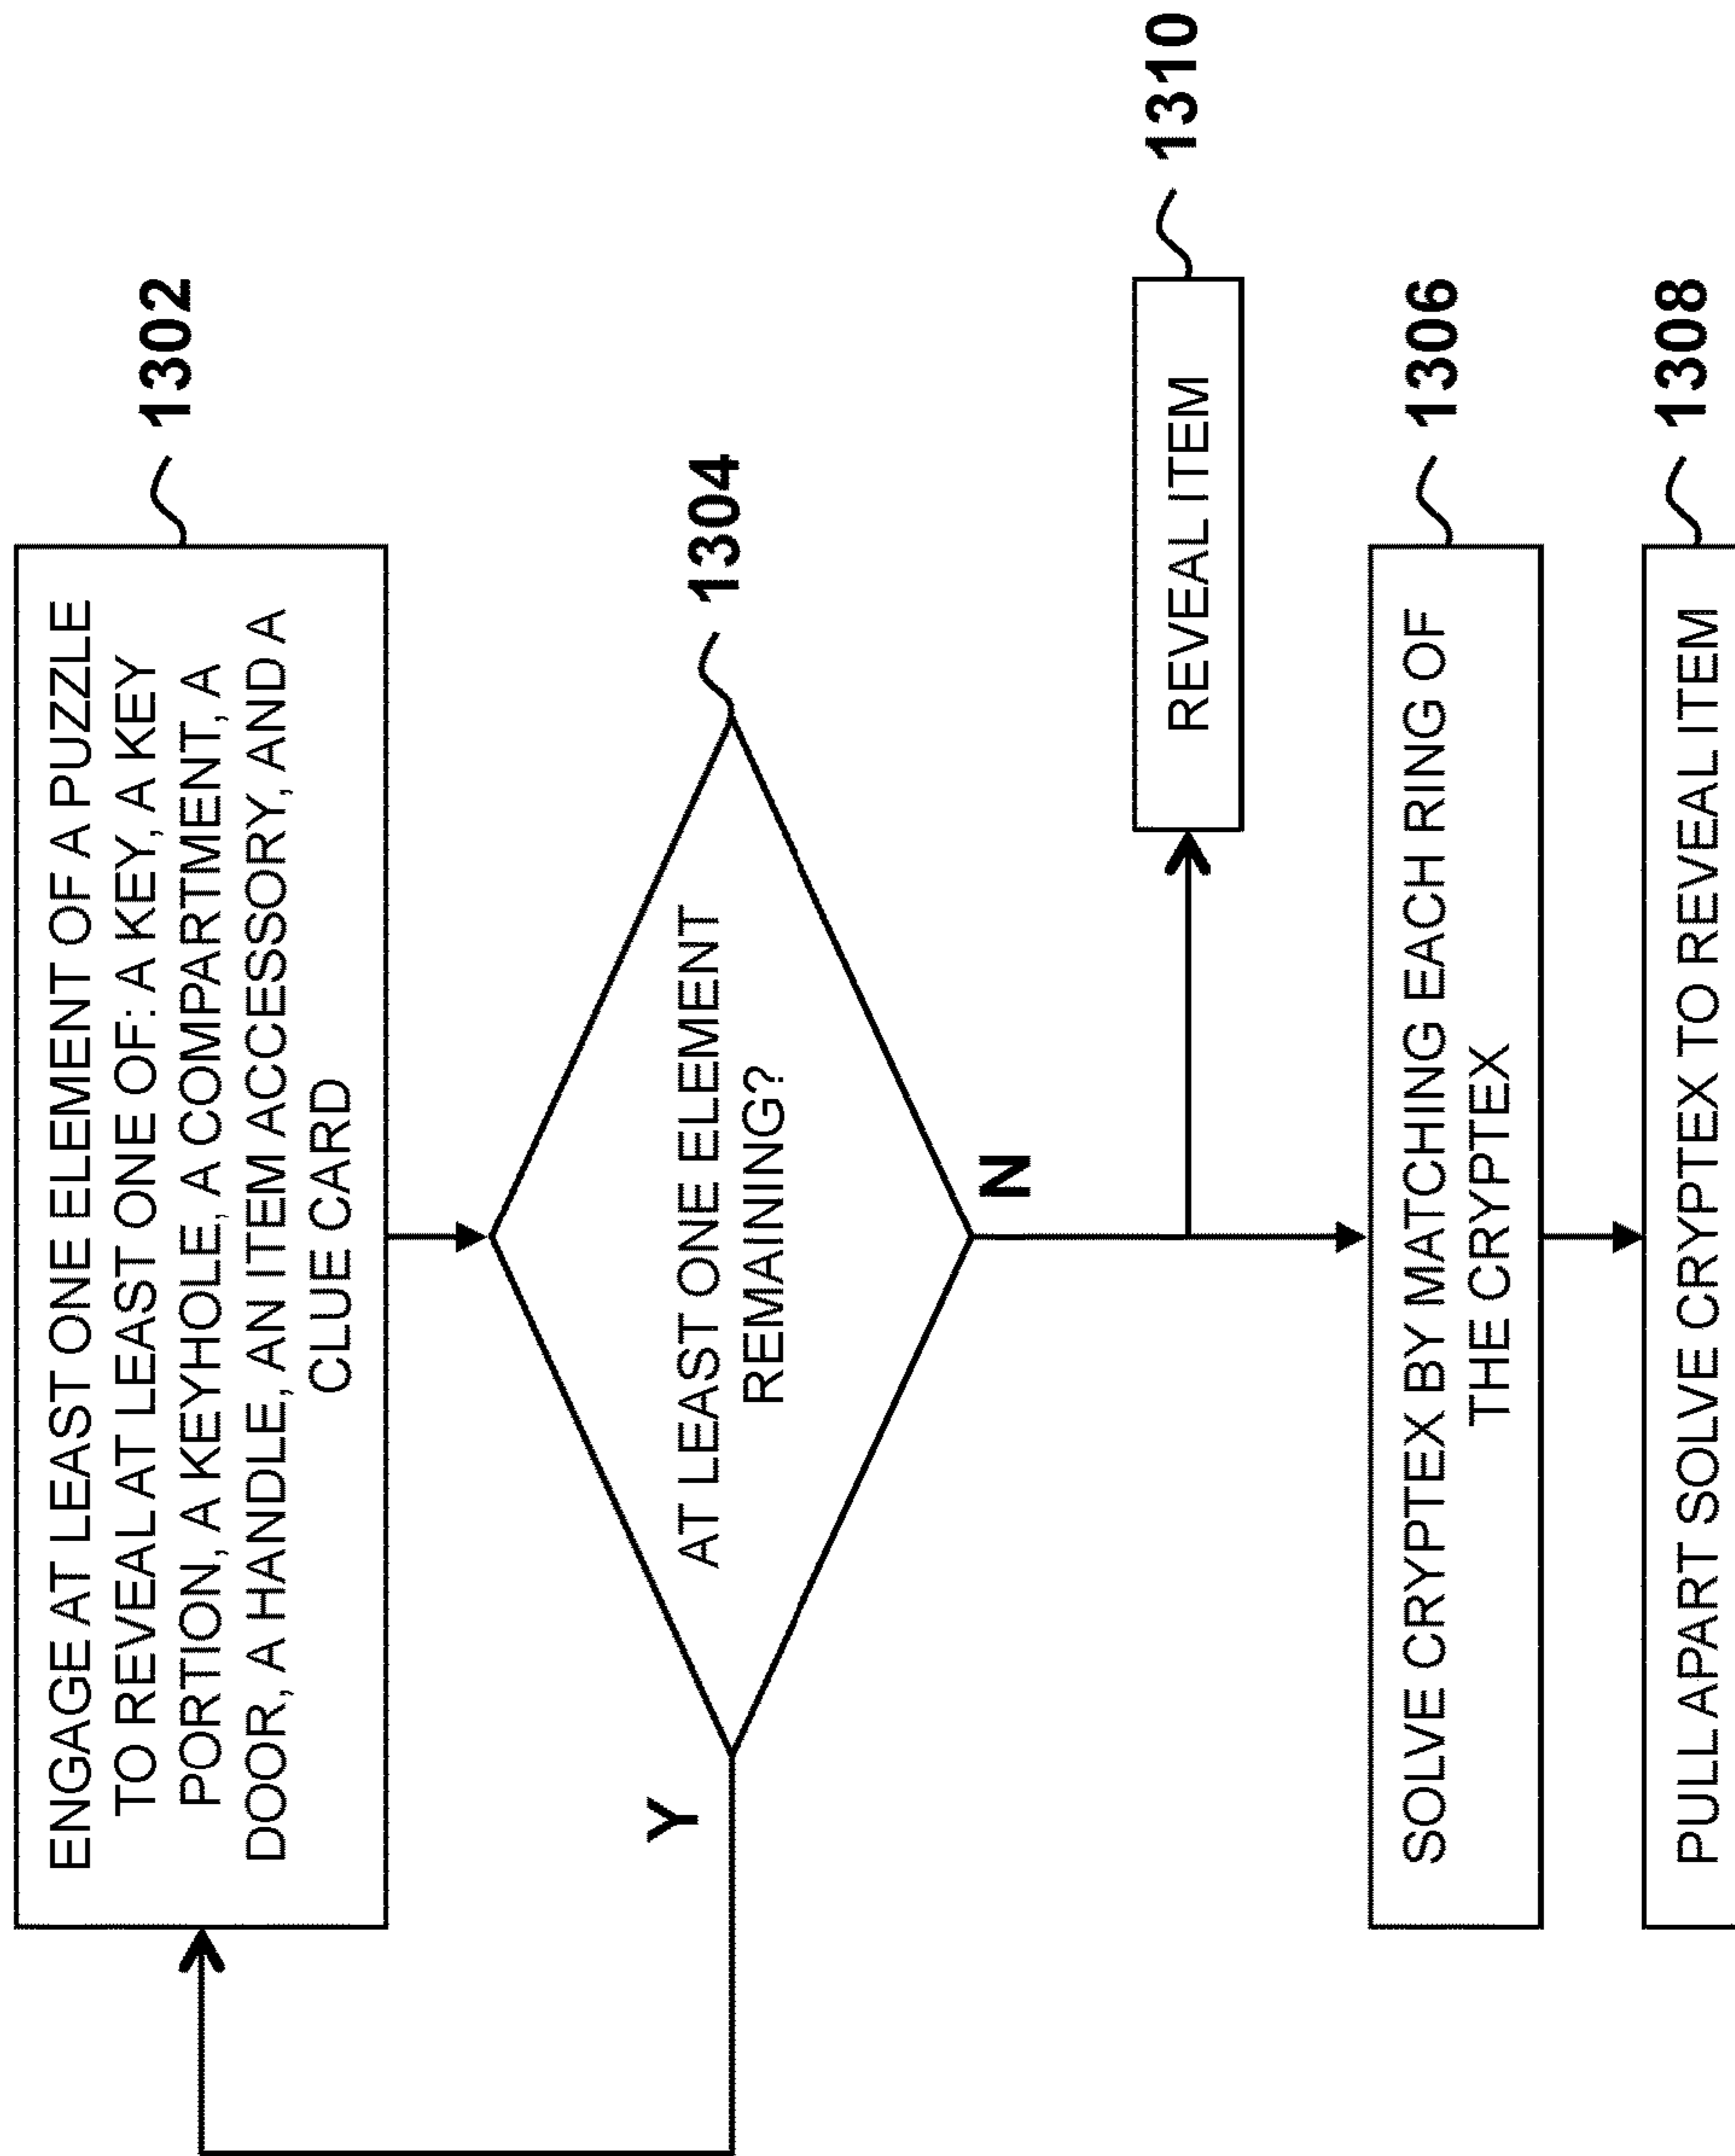 ENGAGE AT LEAST ONE ELEMENT OF A PUZZLE
TO REVEAL AT LEAST ONE OF: A KEY, A KEY
PORTION, A KEYHOLE, A COMPARTMENT, A
DOOR, A HANDLE, AN ITEM ACCESSORY, AND A
CLUE CARD
1302
AT LEAST ONE ELEMENT
REMAINING?
1304
Y
N
REVEAL ITEM
1310
SOLVE CRYPTEX BY MATCHING EACH RING OF
THE CRYPTEX
1306
PULL APART SOLVE CRYPTEX TO REVEAL ITEM
1308